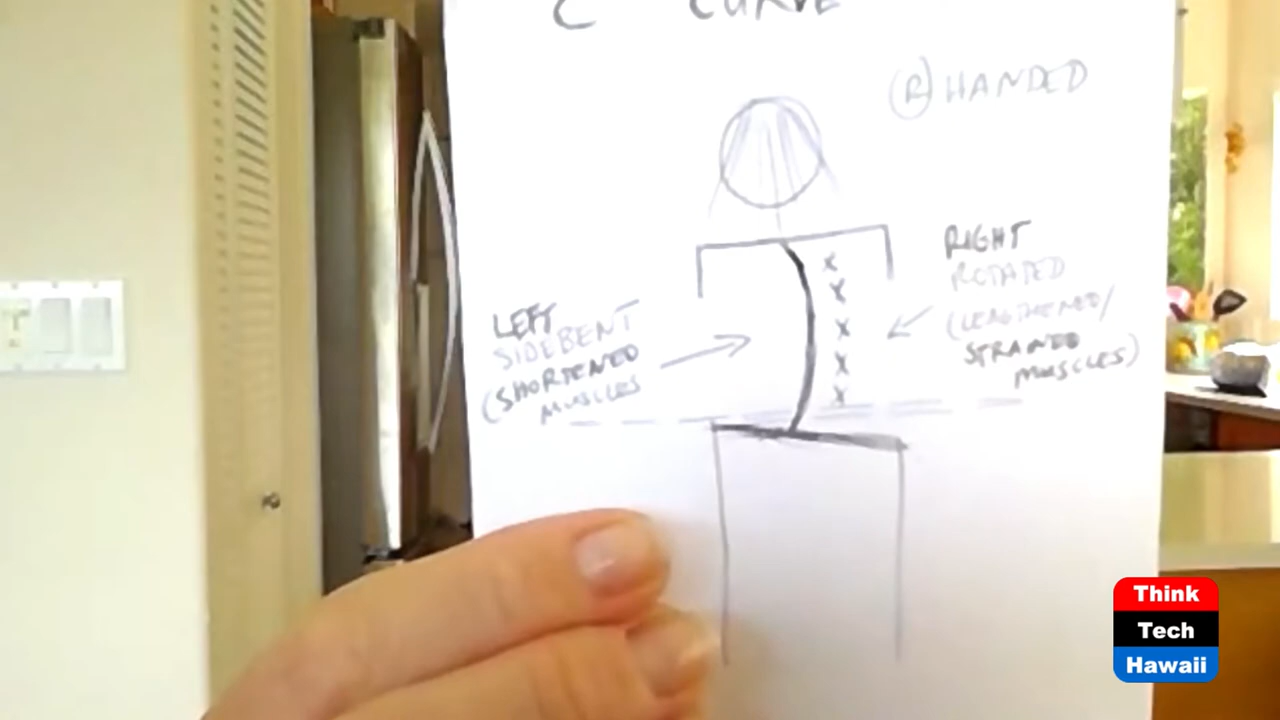 C CURVE
(R) HANDED
RIGHT
ROTATED
(LENGTHENED/
STRAINED
MUSCLES)
LEFT
SIDEBENT
(SHORTENED
MUSCLES
x
x
x
x
x
Think
Tech
Hawaii